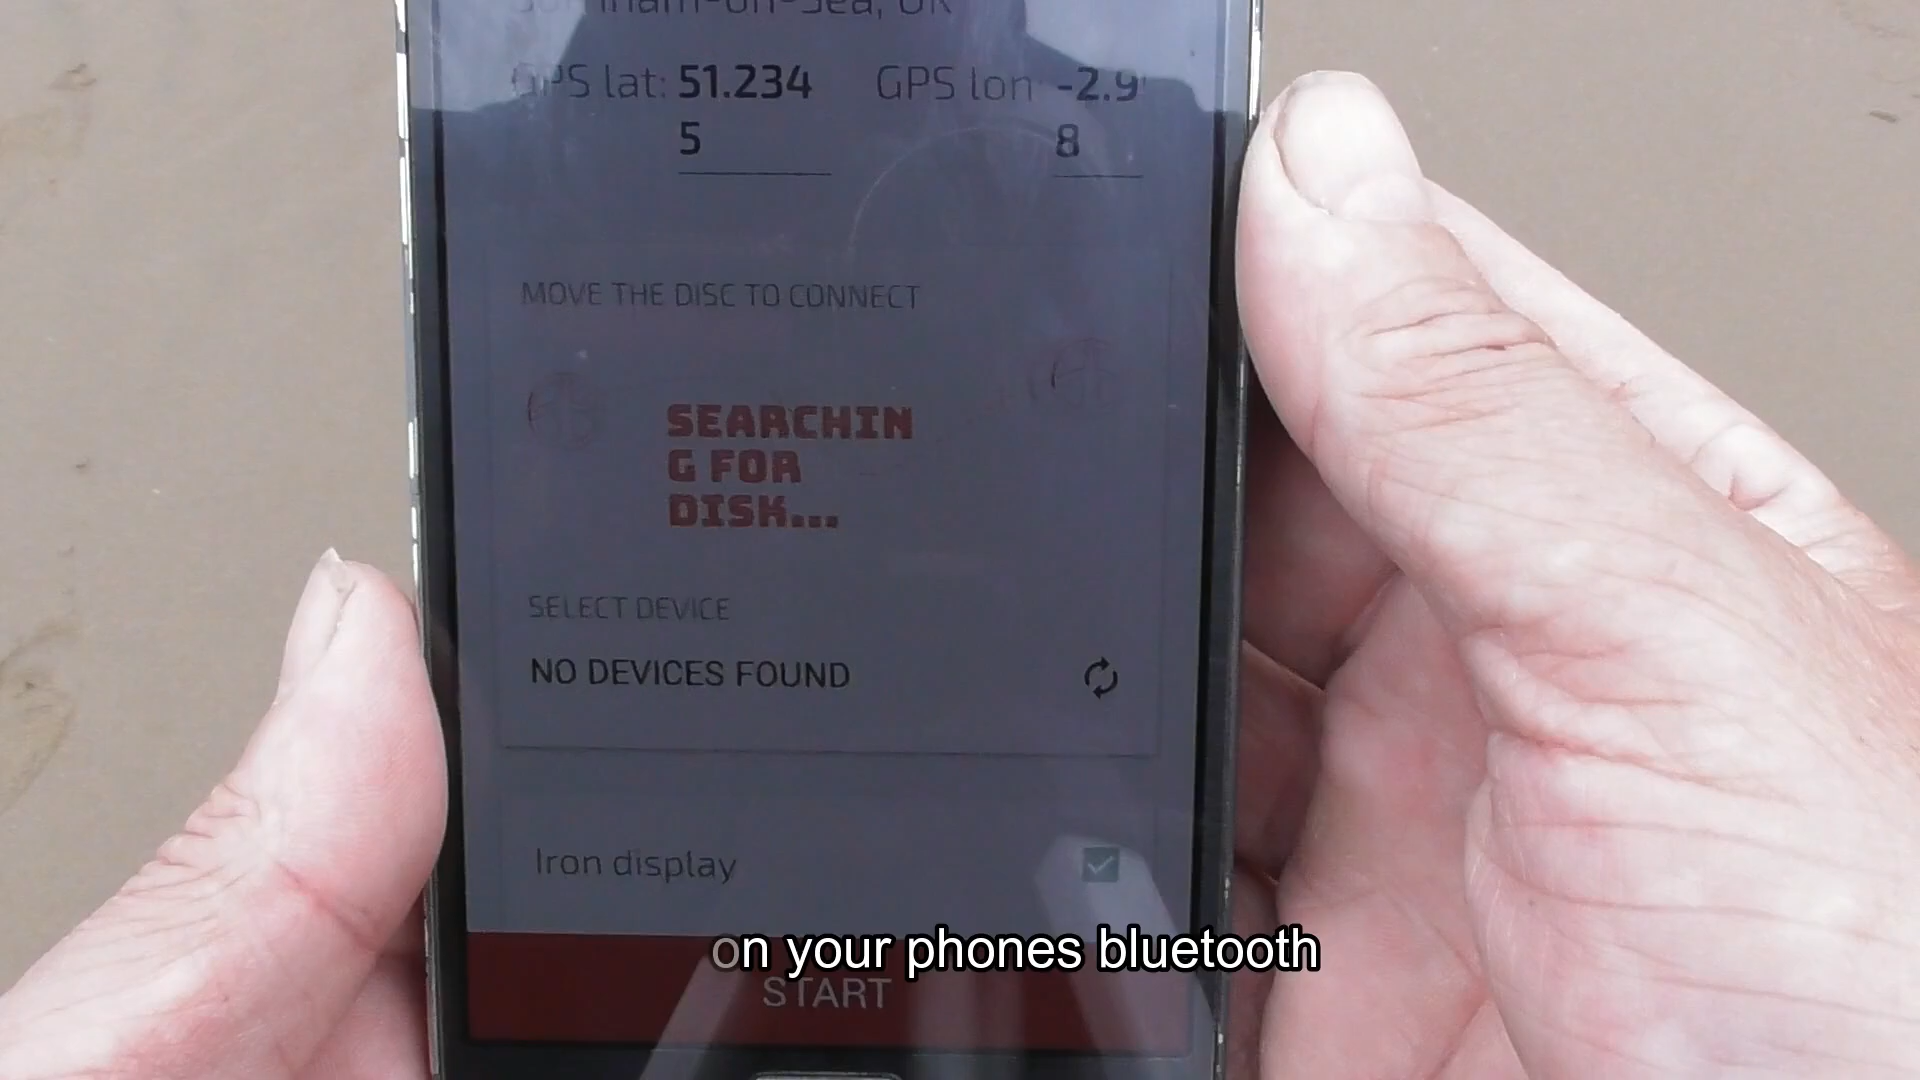 GPS lat: 51.234 GPS lon -2.9
5 8
MOVE THE DISC TO CONNECT
SEARCHIN
G FOR
DISK...
SELECT DEVICE
NO DEVICES FOUND
Iron display
on your phones bluetooth
START